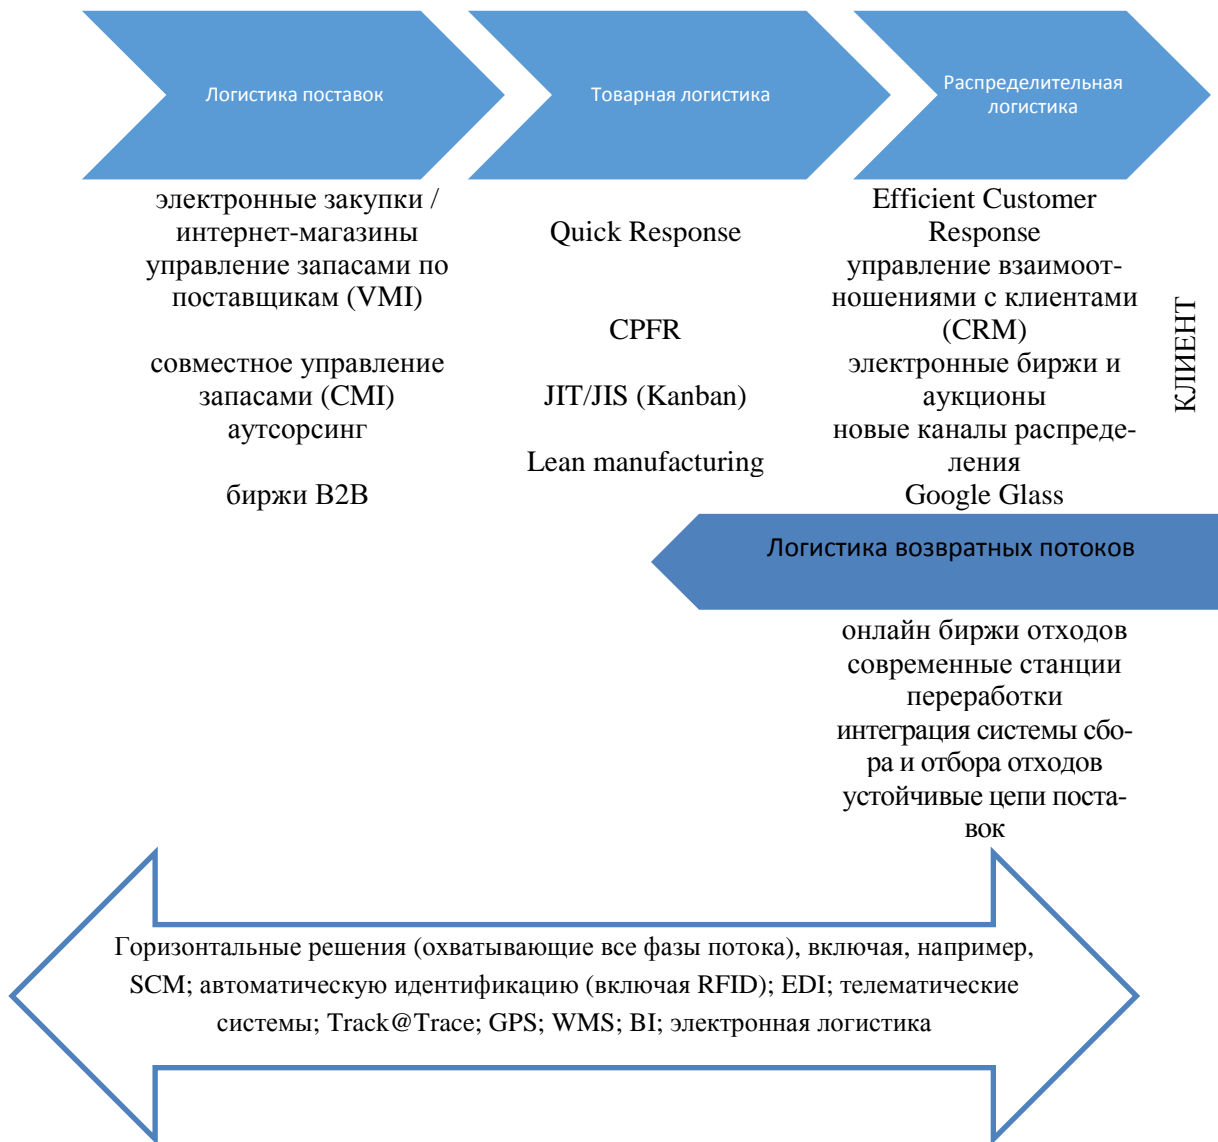 Логистика поставок
Товарная логистика
Распределительная
логистика
электронные закупки /
интернет-магазины
управление запасами по
поставщикам (VMI)
совместное управление
запасами (CMI)
аутсорсинг
биржи B2B
Quick Response
CPFR
JIT/JIS (Kanban)
Lean manufacturing
Efficient Customer
Response
управление взаимоот-
ношениями с клиентами
(CRM)
электронные биржи и
аукционы
новые каналы распреде-
ления
Google Glass
КЛИЕНТ
Логистика возвратных потоков
онлайн биржи отходов
современные станции
переработки
интеграция системы сбо-
ра и отбора отходов
устойчивые цепи поста-
вок
Горизонтальные решения (охватывающие все фазы потока), включая, например,
SCM; автоматическую идентификацию (включая RFID); EDI; телематические
системы; Track@Trace; GPS; WMS; BI; электронная логистика